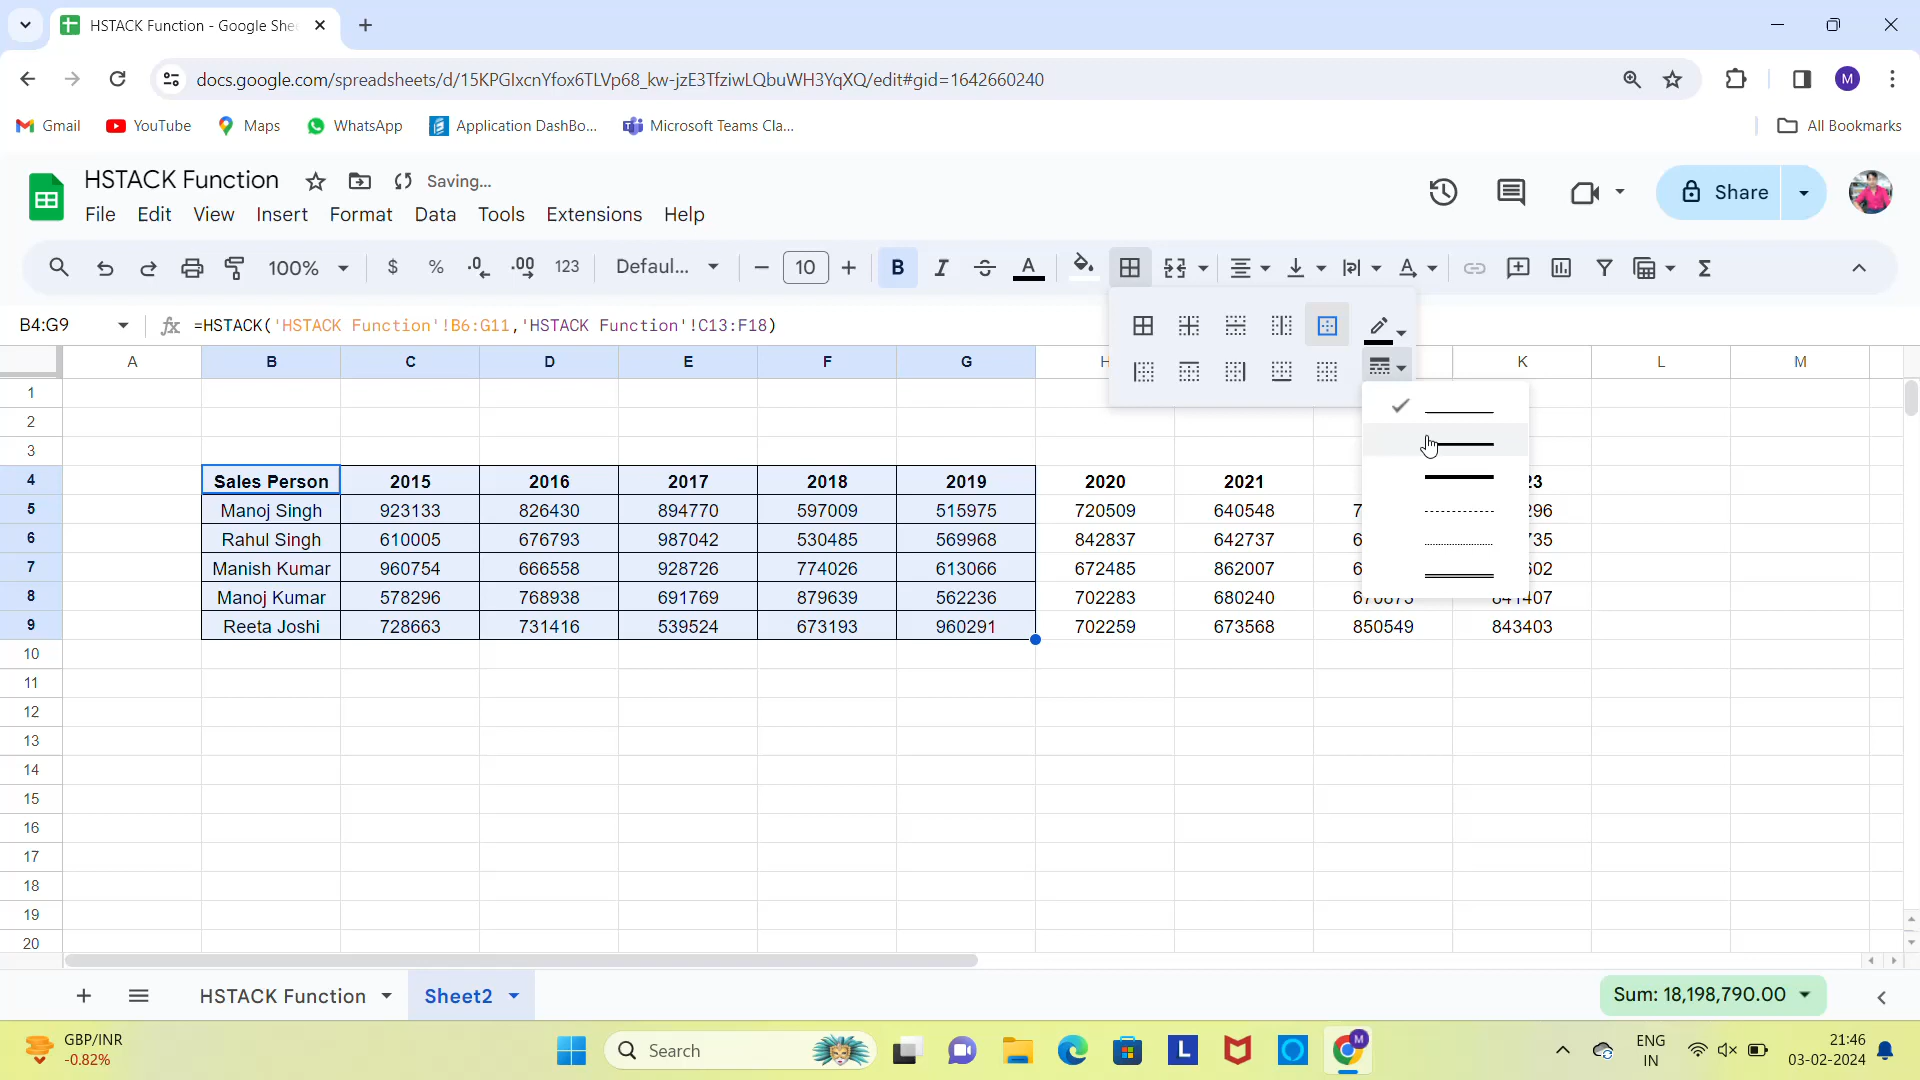 HSTACK Function - Google She
docs.google.com/spreadsheets/d/15KPGIxcnYfox6TLVp68_kw-jzE3TfziwLQbuWH3YqXQ/edit#gid=1642660240
M
Gmail YouTube Maps WhatsApp Application DashBo... Microsoft Teams Cla... All Bookmarks
HSTACK Function Saving...
File Edit View Insert Format Data Tools Extensions Help
Share
100% $ % .0 .00 123 Defaul... 10 B I S A A Σ
B4:G9 fx =HSTACK('HSTACK Function'!B6:G11,'HSTACK Function'!C13:F18)
A B C D E F G H K L M
1
2
3
4 Sales Person 2015 2016 2017 2018 2019 2020 2021 23
5 Manoj Singh 923133 826430 894770 597009 515975 720509 640548 7 296
6 Rahul Singh 610005 676793 987042 530485 569968 842837 642737 6 735
7 Manish Kumar 960754 666558 928726 774026 613066 672485 862007 6 602
8 Manoj Kumar 578296 768938 691769 879639 562236 702283 680240
9 Reeta Joshi 728663 731416 539524 673193 960291 702259 673568 850549 843403
10
11
12
13
14
15
16
17
18
19
20
HSTACK Function Sheet2 Sum: 18,198,790.00
GBP/INR
-0.82%
Search
L
M
ENG
IN
21:46
03-02-2024